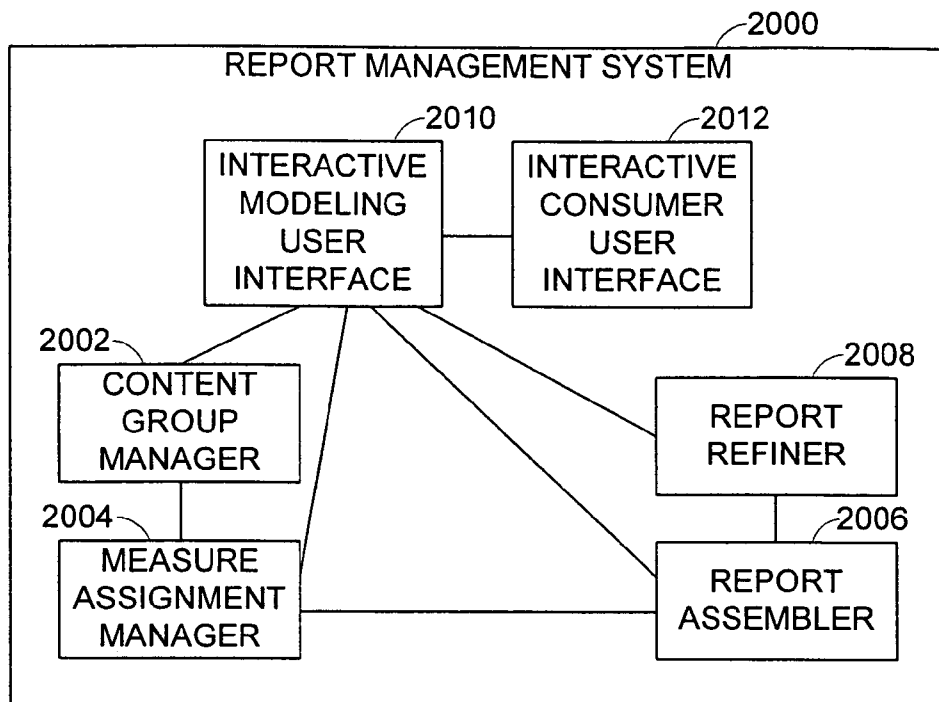 2000
REPORT MANAGEMENT SYSTEM
2010
INTERACTIVE
MODELING
USER
INTERFACE
2012
INTERACTIVE
CONSUMER
USER
INTERFACE
2002
CONTENT
GROUP
MANAGER
2008
REPORT
REFINER
2004
MEASURE
ASSIGNMENT
MANAGER
2006
REPORT
ASSEMBLER